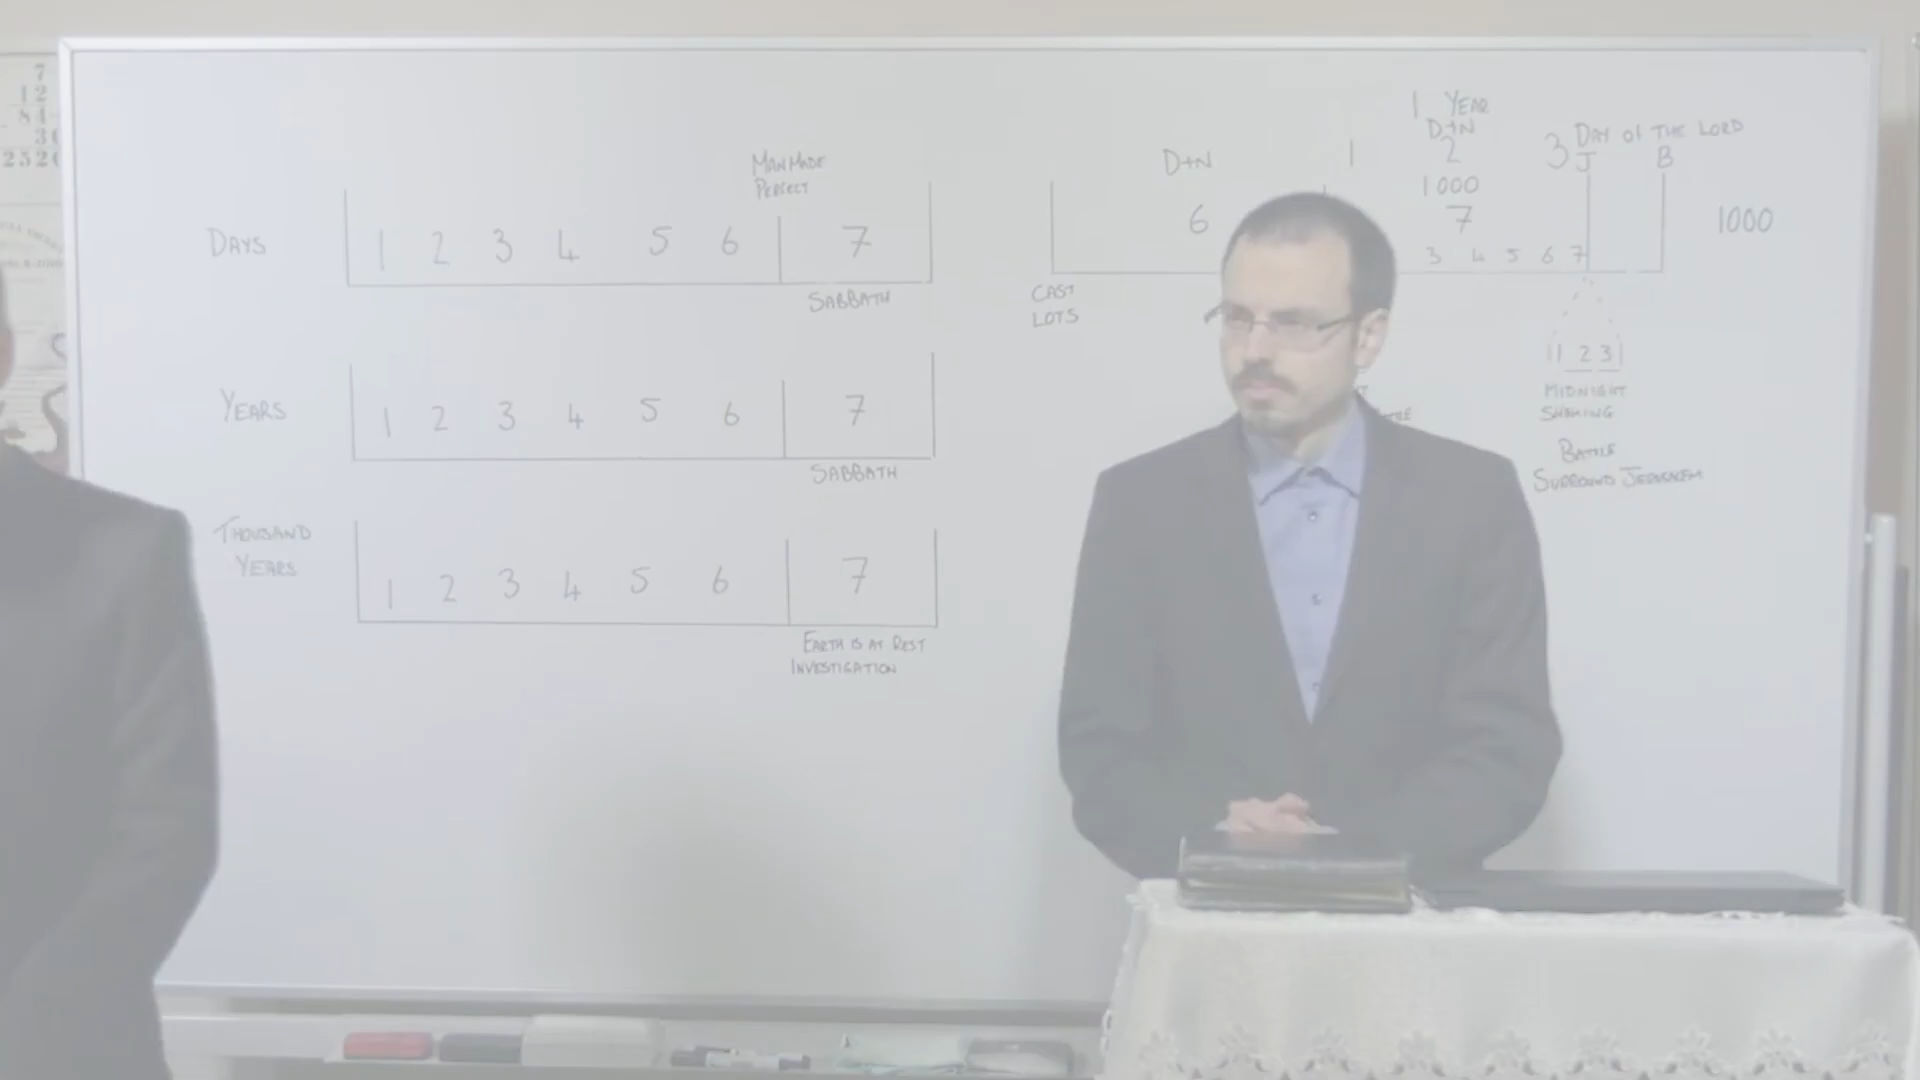 7
12
84
30
2520
MAN MADE
PERFECT
DAYS
1 2 3 4 5 6 7
SABBATH
YEARS
1 2 3 4 5 6 7
SABBATH
THOUSAND
YEARS
1 2 3 4 5 6 7
EARTH IS AT REST
INVESTIGATION
1 YEAR
D+N
D+N 1 2 3 DAY OF THE LORD
J B
1000
6 7 1000
3 4 5 6 7
CAST
LOTS
1 2 3
MIDNIGHT
SHAKING
BATTLE
SURROUND JERUSALEM